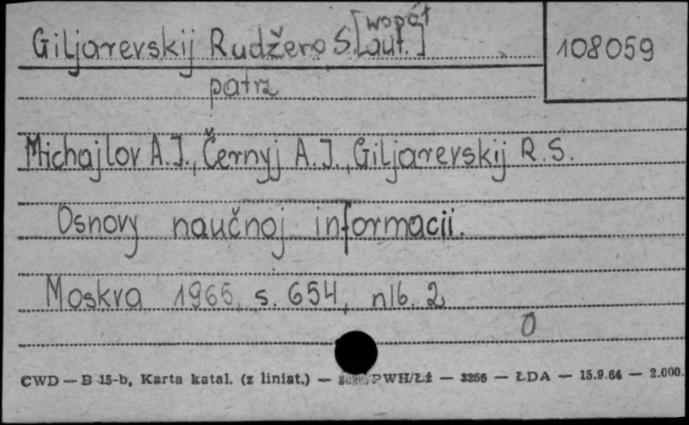 Giljarevskij Rudžero S. [współaut.]
108059
patrz
Michajlov A.I., Černyj A.I., Giljarevskij R.S.
Osnovy naučnoj informacii.
Moskva 1965, s. 654, nlb. 2
0
CWD — B 15-b, Karta katal. (z liniat.) — PWH/Łź — 3256 — ŁDA — 15.9.64 — 2.000.